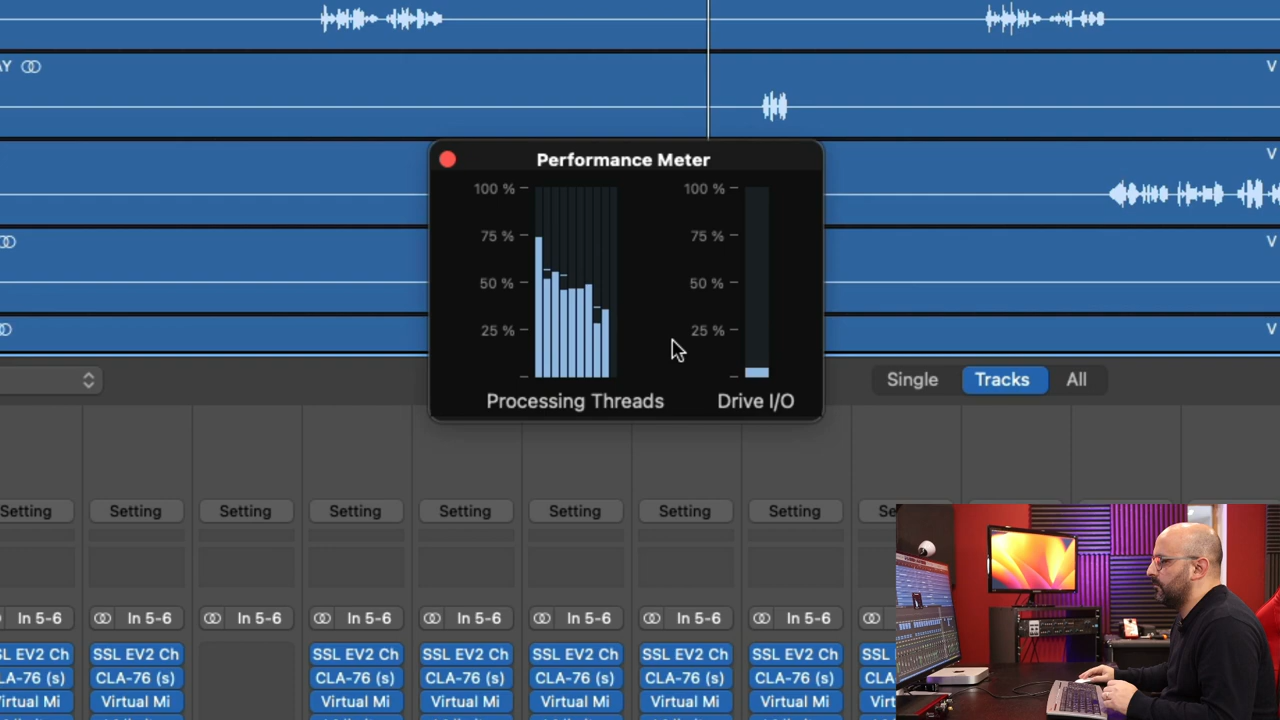 AY
V
V
V
V
Performance Meter
100 %
75 %
50 %
25 %
100 %
75 %
50 %
25 %
Processing Threads
Drive I/O
Single Tracks All
Setting Setting Setting Setting Setting Setting Setting Setting Se
In 5-6 In 5-6 In 5-6 In 5-6 In 5-6 In 5-6 In 5-6 In 5-6
SL EV2 Ch SSL EV2 Ch SSL EV2 Ch SSL EV2 Ch SSL EV2 Ch SSL EV2 Ch SSL EV2 Ch SSL
LA-76 (s) CLA-76 (s) CLA-76 (s) CLA-76 (s) CLA-76 (s) CLA-76 (s) CLA-76 (s) CLA
irtual Mi Virtual Mi Virtual Mi Virtual Mi Virtual Mi Virtual Mi Virtual Mi Virt